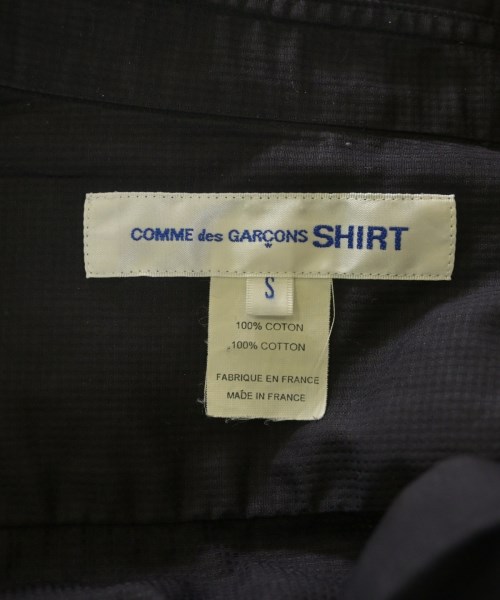 COMME des GARÇONS SHIRT
S
100% COTON
100% COTTON
FABRIQUE EN FRANCE
MADE IN FRANCE